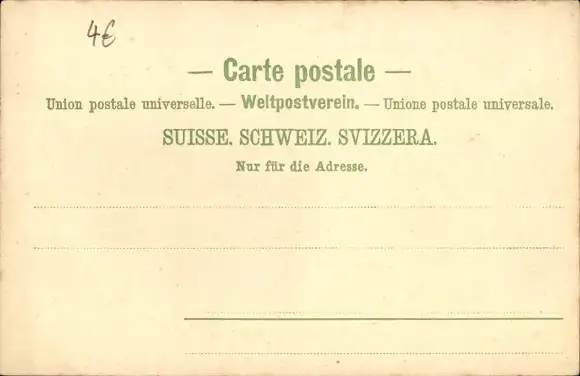 4€
— Carte postale —
Union postale universelle. — Weltpostverein. — Unione postale universale.
SUISSE. SCHWEIZ. SVIZZERA.
Nur für die Adresse.